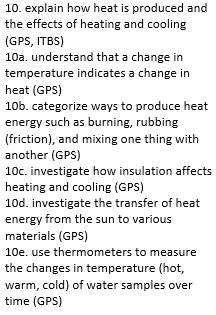 10. explain how heat is produced and
the effects of heating and cooling
(GPS, ITBS)
10a. understand that a change in
temperature indicates a change in
heat (GPS)
10b. categorize ways to produce heat
energy such as burning, rubbing
(friction), and mixing one thing with
another (GPS)
10c. investigate how insulation affects
heating and cooling (GPS)
10d. investigate the transfer of heat
energy from the sun to various
materials (GPS)
10e. use thermometers to measure
the changes in temperature (hot,
warm, cold) of water samples over
time (GPS)